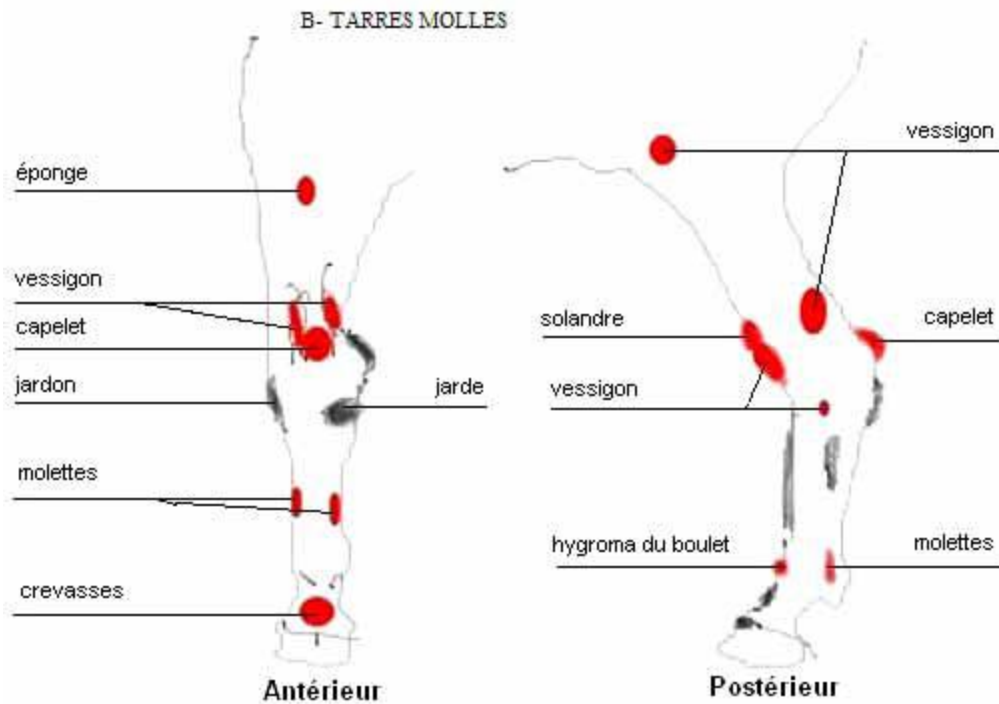 B- TARRES MOLLES
éponge
vessigon
capelet
jardon
jarde
molettes
crevasses
Antérieur
vessigon
solandre
capelet
vessigon
hygroma du boulet
molettes
Postérieur